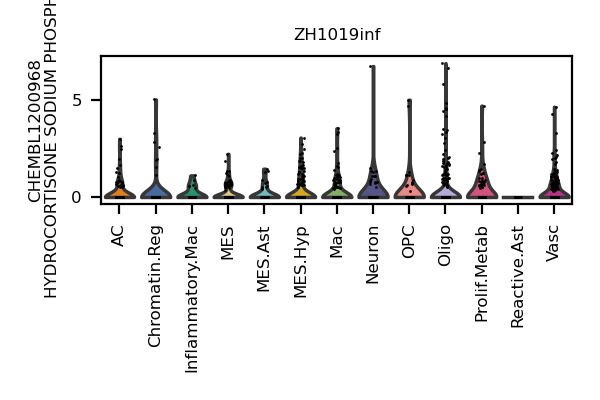 ZH1019inf
CHEMBL1200968
HYDROCORTISONE SODIUM PHOSPH
5
0
AC
Chromatin.Reg
Inflammatory.Mac
MES
MES.Ast
MES.Hyp
Mac
Neuron
OPC
Oligo
Prolif.Metab
Reactive.Ast
Vasc